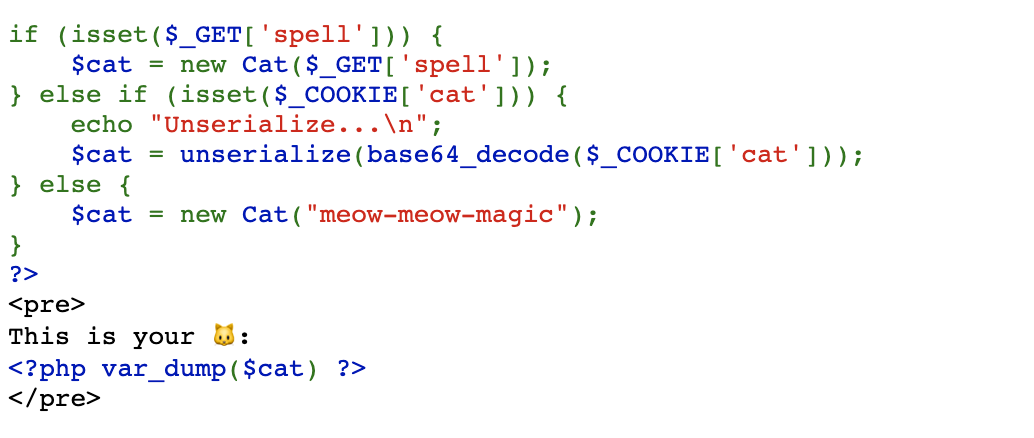 if (isset($_GET['spell'])) {
    $cat = new Cat($_GET['spell']);
} else if (isset($_COOKIE['cat'])) {
    echo "Unserialize...\n";
    $cat = unserialize(base64_decode($_COOKIE['cat']));
} else {
    $cat = new Cat("meow-meow-magic");
}
?>
<pre>
This is your 🐱:
<?php var_dump($cat) ?>
</pre>